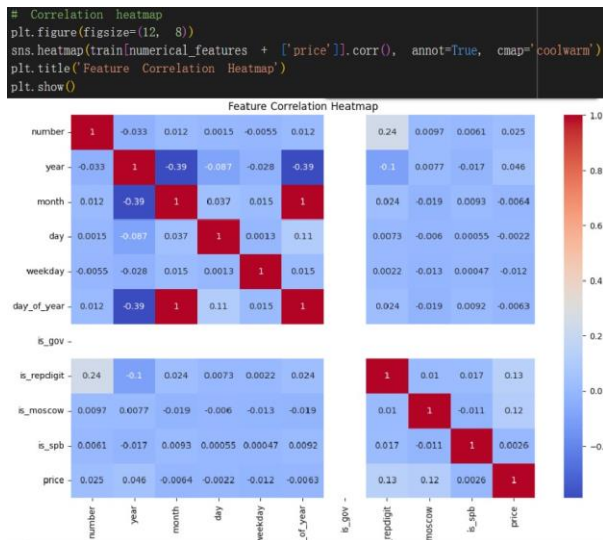 # Correlation heatmap
plt.figure(figsize=(12, 8))
sns.heatmap(train[numerical_features + ['price']].corr(), annot=True, cmap='coolwarm')
plt.title('Feature Correlation Heatmap')
plt.show()
Feature Correlation Heatmap
number 1 -0.033 0.012 0.0015 -0.0055 0.012 0.24 0.0097 0.0061 0.025
year -0.033 1 -0.39 -0.087 -0.028 -0.39 -0.1 0.0077 -0.017 0.046
month 0.012 -0.39 1 0.037 0.015 1 0.024 -0.019 0.0093 -0.0064
day 0.0015 -0.087 0.037 1 0.0013 0.11 0.0073 -0.006 0.00055 -0.0022
weekday -0.0055 -0.028 0.015 0.0013 1 0.015 0.0022 -0.013 0.00047 -0.012
day_of_year 0.012 -0.39 1 0.11 0.015 1 0.024 -0.019 0.0092 -0.0063
is_gov
is_repdigit 0.24 -0.1 0.024 0.0073 0.0022 0.024 1 0.01 0.017 0.13
is_moscow 0.0097 0.0077 -0.019 -0.006 -0.013 -0.019 0.01 1 -0.011 0.12
is_spb 0.0061 -0.017 0.0093 0.00055 0.00047 0.0092 0.017 -0.011 1 0.0026
price 0.025 0.046 -0.0064 -0.0022 -0.012 -0.0063 0.13 0.12 0.0026 1
number year month day weekday _of_year is_gov repdigit moscow is_spb price
1.0
0.8
0.6
0.4
0.2
0.0